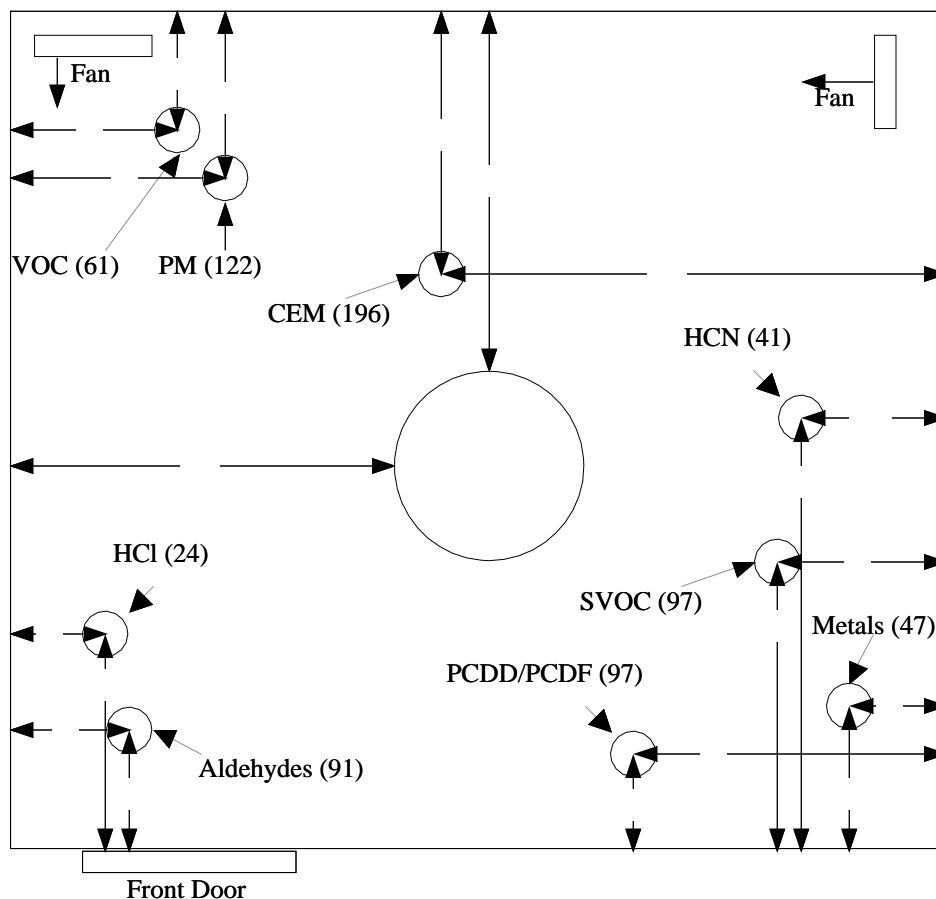 Fan
Fan
VOC (61)
PM (122)
CEM (196)
HCN (41)
HCl (24)
SVOC (97)
Metals (47)
PCDD/PCDF (97)
Aldehydes (91)
Front Door